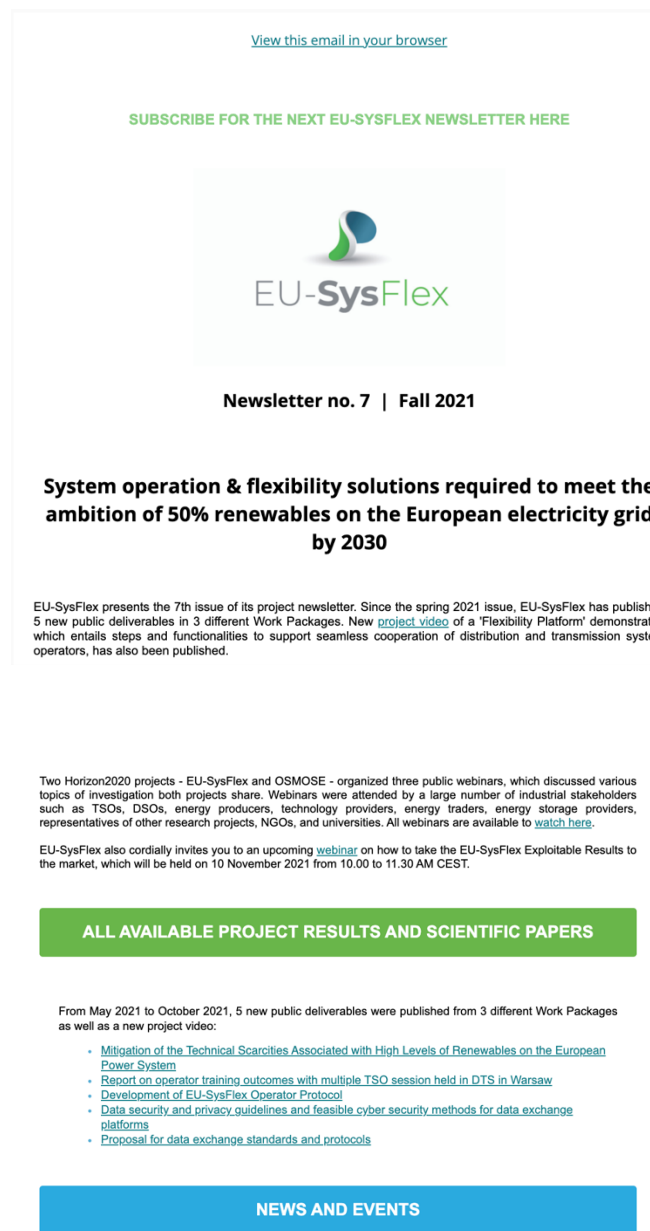 View this email in your browser
SUBSCRIBE FOR THE NEXT EU-SYSFLEX NEWSLETTER HERE
EU-SysFlex
Newsletter no. 7 | Fall 2021
System operation & flexibility solutions required to meet the
ambition of 50% renewables on the European electricity grid
by 2030
EU-SysFlex presents the 7th issue of its project newsletter. Since the spring 2021 issue, EU-SysFlex has publish
5 new public deliverables in 3 different Work Packages. New project video of a 'Flexibility Platform' demonstrat
which entails steps and functionalities to support seamless cooperation of distribution and transmission syste
operators, has also been published.
Two Horizon2020 projects - EU-SysFlex and OSMOSE - organized three public webinars, which discussed various
topics of investigation both projects share. Webinars were attended by a large number of industrial stakeholders
such as TSOs, DSOs, energy producers, technology providers, energy traders, energy storage providers,
representatives of other research projects, NGOs, and universities. All webinars are available to watch here.
EU-SysFlex also cordially invites you to an upcoming webinar on how to take the EU-SysFlex Exploitable Results to
the market, which will be held on 10 November 2021 from 10.00 to 11.30 AM CEST.
ALL AVAILABLE PROJECT RESULTS AND SCIENTIFIC PAPERS
From May 2021 to October 2021, 5 new public deliverables were published from 3 different Work Packages
as well as a new project video:
• Mitigation of the Technical Scarcities Associated with High Levels of Renewables on the European
Power System
• Report on operator training outcomes with multiple TSO session held in DTS in Warsaw
• Development of EU-SysFlex Operator Protocol
• Data security and privacy guidelines and feasible cyber security methods for data exchange
platforms
• Proposal for data exchange standards and protocols
NEWS AND EVENTS